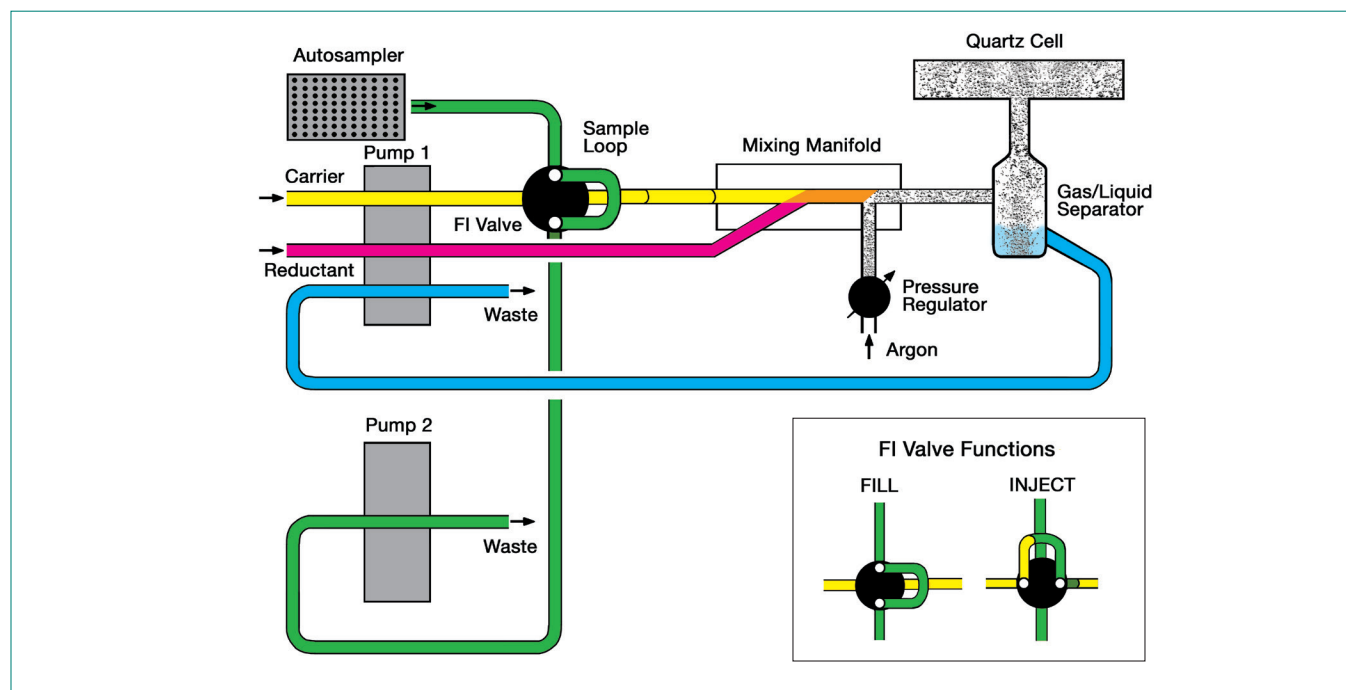 Autosampler
Quartz Cell
Sample
Loop
Mixing Manifold
Pump 1
Carrier
Gas/Liquid
Separator
FI Valve
Reductant
Pressure
Regulator
Waste
Argon
Pump 2
Waste
FI Valve Functions
FILL
INJECT